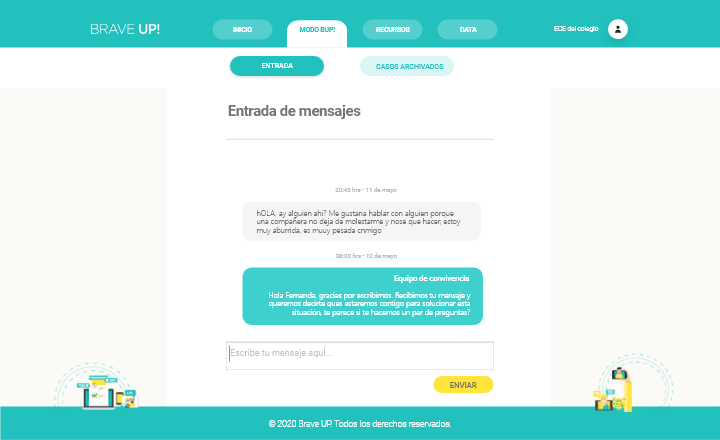 BRAVE UP!
INICIO
MODO BUP!
RECURSOS
DATA
ECE del colegio
ENTRADA
CASOS ARCHIVADOS
Entrada de mensajes
20:45 hrs - 11 de mayo
hOLA, ay alguien ahi? Me gustaria hablar con alguien porque
una compañera no deja de molestarme y nose que hacer, estoy
muy aburrida, es muuy pesada cnmigo
08:00 hrs - 12 de mayo
Equipo de convivencia
Hola Fernanda, gracias por escribirnos. Recibimos tu mensaje y
queremos decirte ques estaremos contigo para solucionar esta
situación, te parece si te hacemos un par de preguntas?
Escribe tu mensaje aquí...
ENVIAR
© 2020 Brave UP. Todos los derechos reservados.